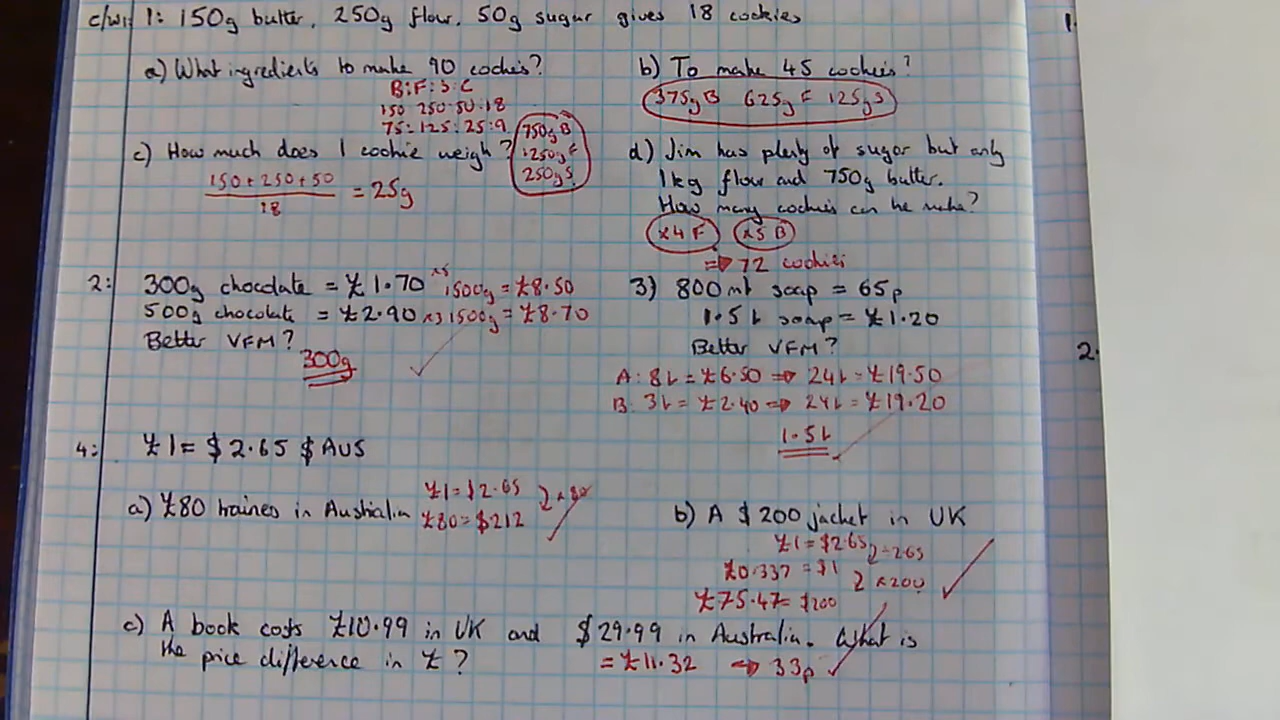 c/w: 1: 150g butter, 250g flour, 50g sugar gives 18 cookies
a) What ingredients to make 90 cookies?
B:F:S:C
150:250:50:18
75:125:25:9
750g B
1250g F
250g S
b) To make 45 cookies?
375g B 625g F 125g S
c) How much does 1 cookie weigh?
150+250+50
18
= 25g
d) Jim has plenty of sugar but only
1kg flour and 750g butter.
How many cookies can he make?
x4 F x5 B
=> 72 cookies
2: 300g chocolate = £1.70 x5 1500g = £8.50
500g chocolate = £2.90 x3 1500g = £8.70
Better VFM?
300g
3) 800ml soap = 65p
1.5L soap = £1.20
Better VFM?
A: 8L = £6.50 => 24L = £19.50
B: 3L = £2.40 => 24L = £19.20
1.5L
4: £1 = $2.65 $AUS
a) £80 trainers in Australia
£1 = $2.65
£80 = $212
x80
b) A $200 jacket in UK
£1 = $2.65
÷2.65
£0.337 = $1
x200
£75.47 = $200
c) A book costs £10.99 in UK and $29.99 in Australia. What is
the price difference in £?
= £11.32 => 33p